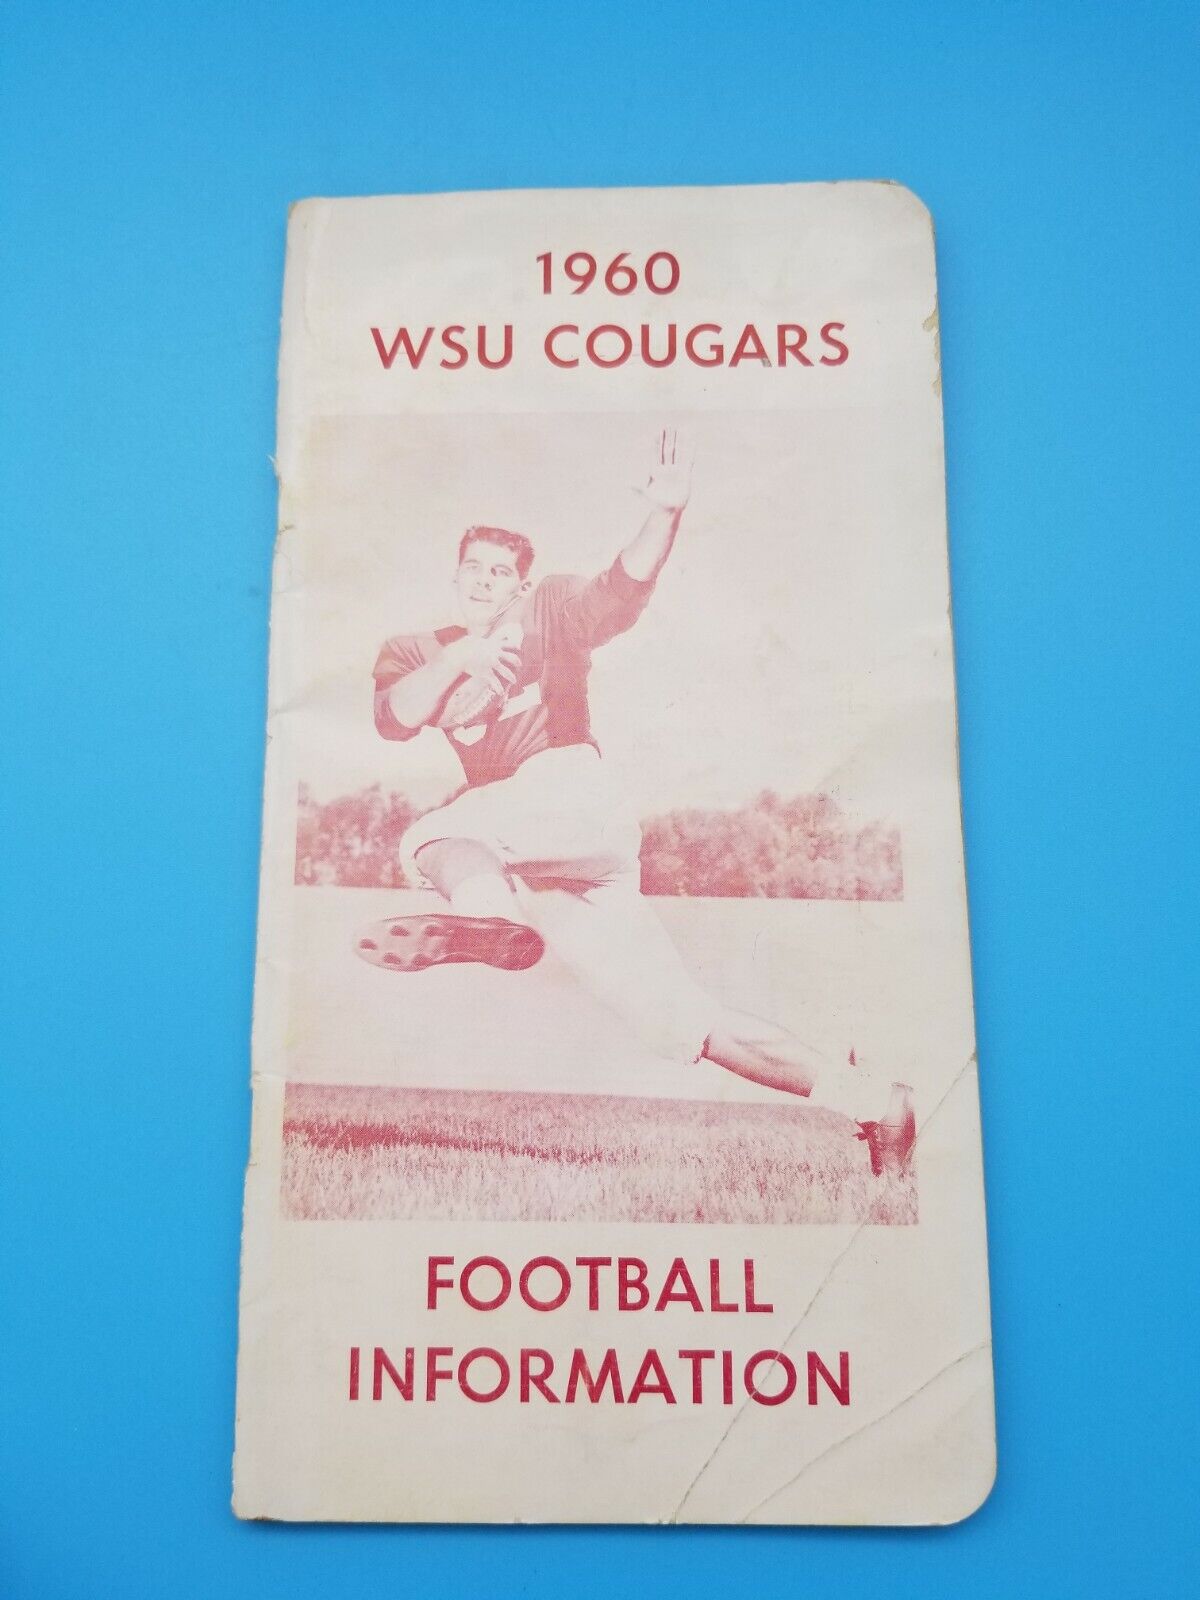 1960
WSU COUGARS
FOOTBALL
INFORMATION